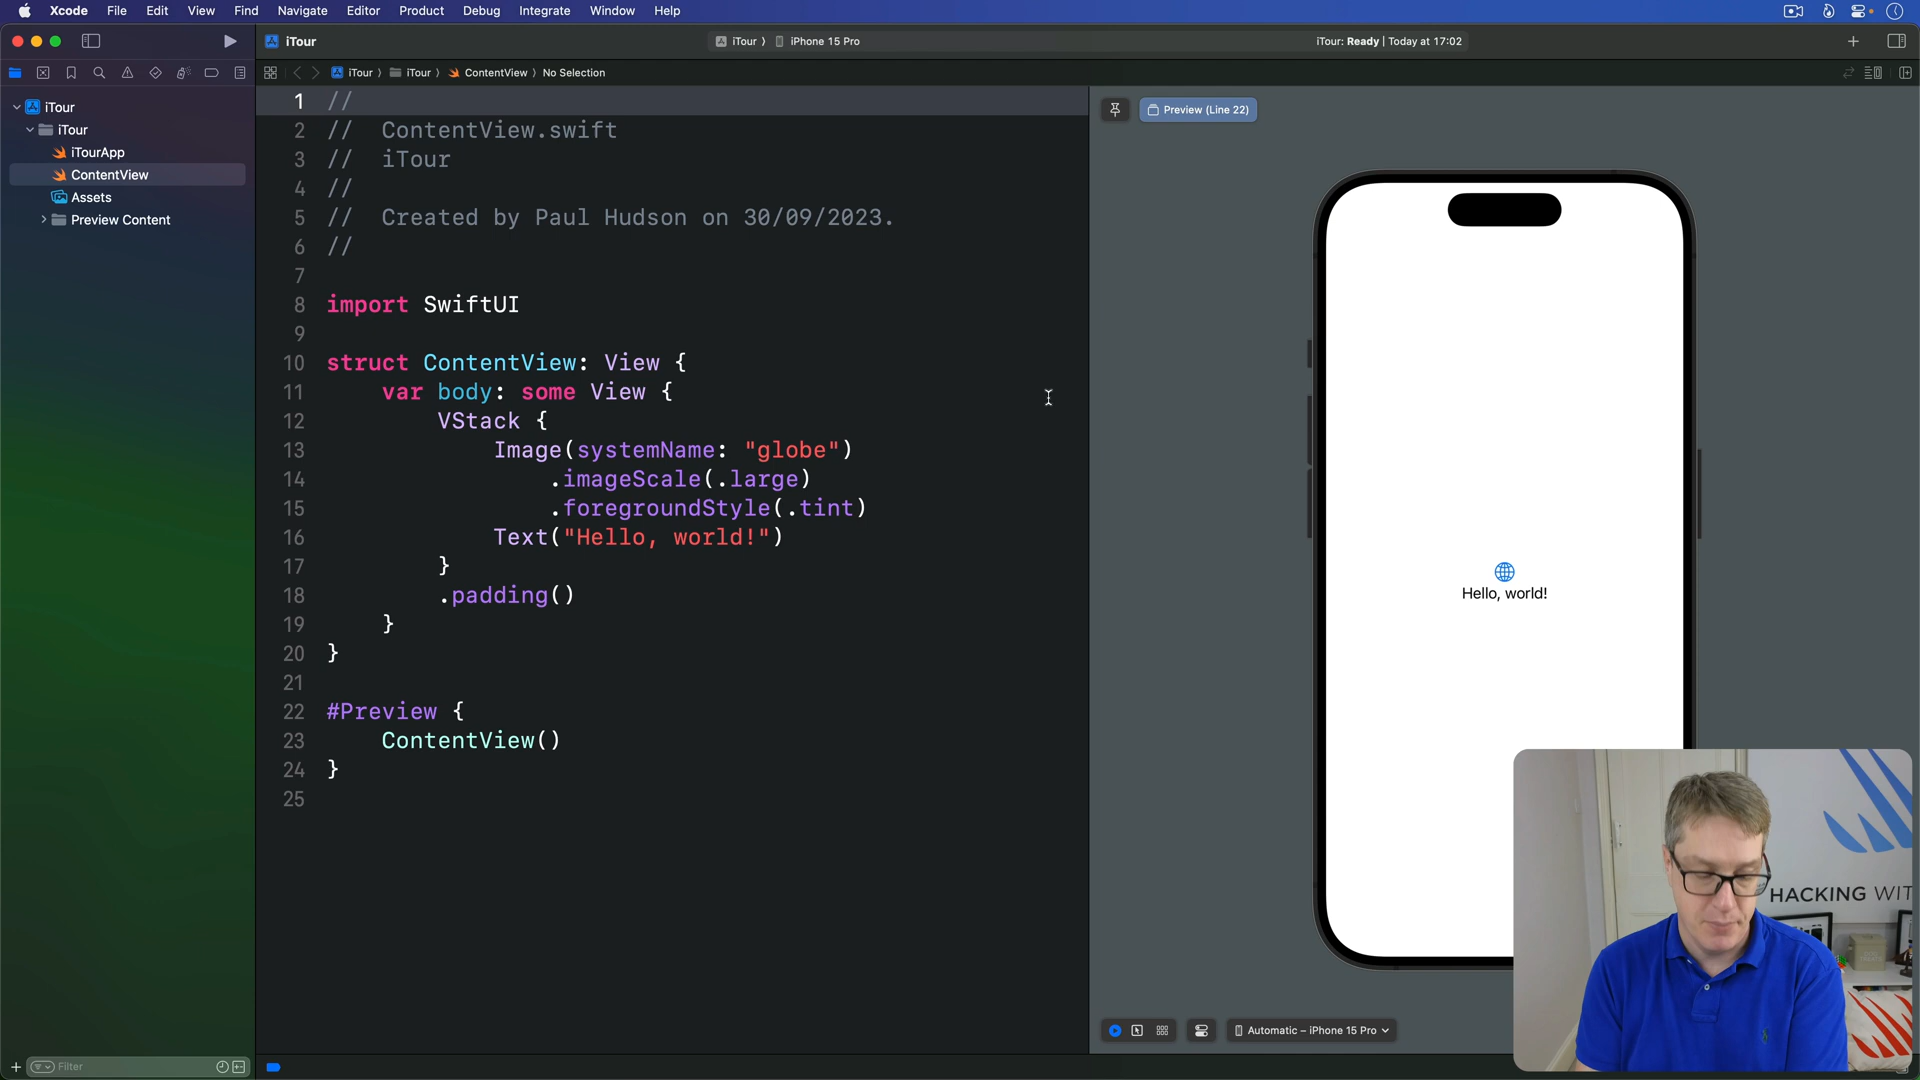 Xcode File Edit View Find Navigate Editor Product Debug Integrate Window Help
iTour
iTour ⟩ iPhone 15 Pro
iTour: Ready | Today at 17:02
iTour ⟩ iTour ⟩ ContentView ⟩ No Selection
iTour
iTour
iTourApp
ContentView
Assets
Preview Content
Filter
1 //
2 //  ContentView.swift
3 //  iTour
4 //
5 //  Created by Paul Hudson on 30/09/2023.
6 //
7
8 import SwiftUI
9
10 struct ContentView: View {
11     var body: some View {
12         VStack {
13             Image(systemName: "globe")
14                 .imageScale(.large)
15                 .foregroundStyle(.tint)
16             Text("Hello, world!")
17         }
18         .padding()
19     }
20 }
21
22 #Preview {
23     ContentView()
24 }
25
Preview (Line 22)
Hello, world!
Automatic – iPhone 15 Pro
HACKING WIT